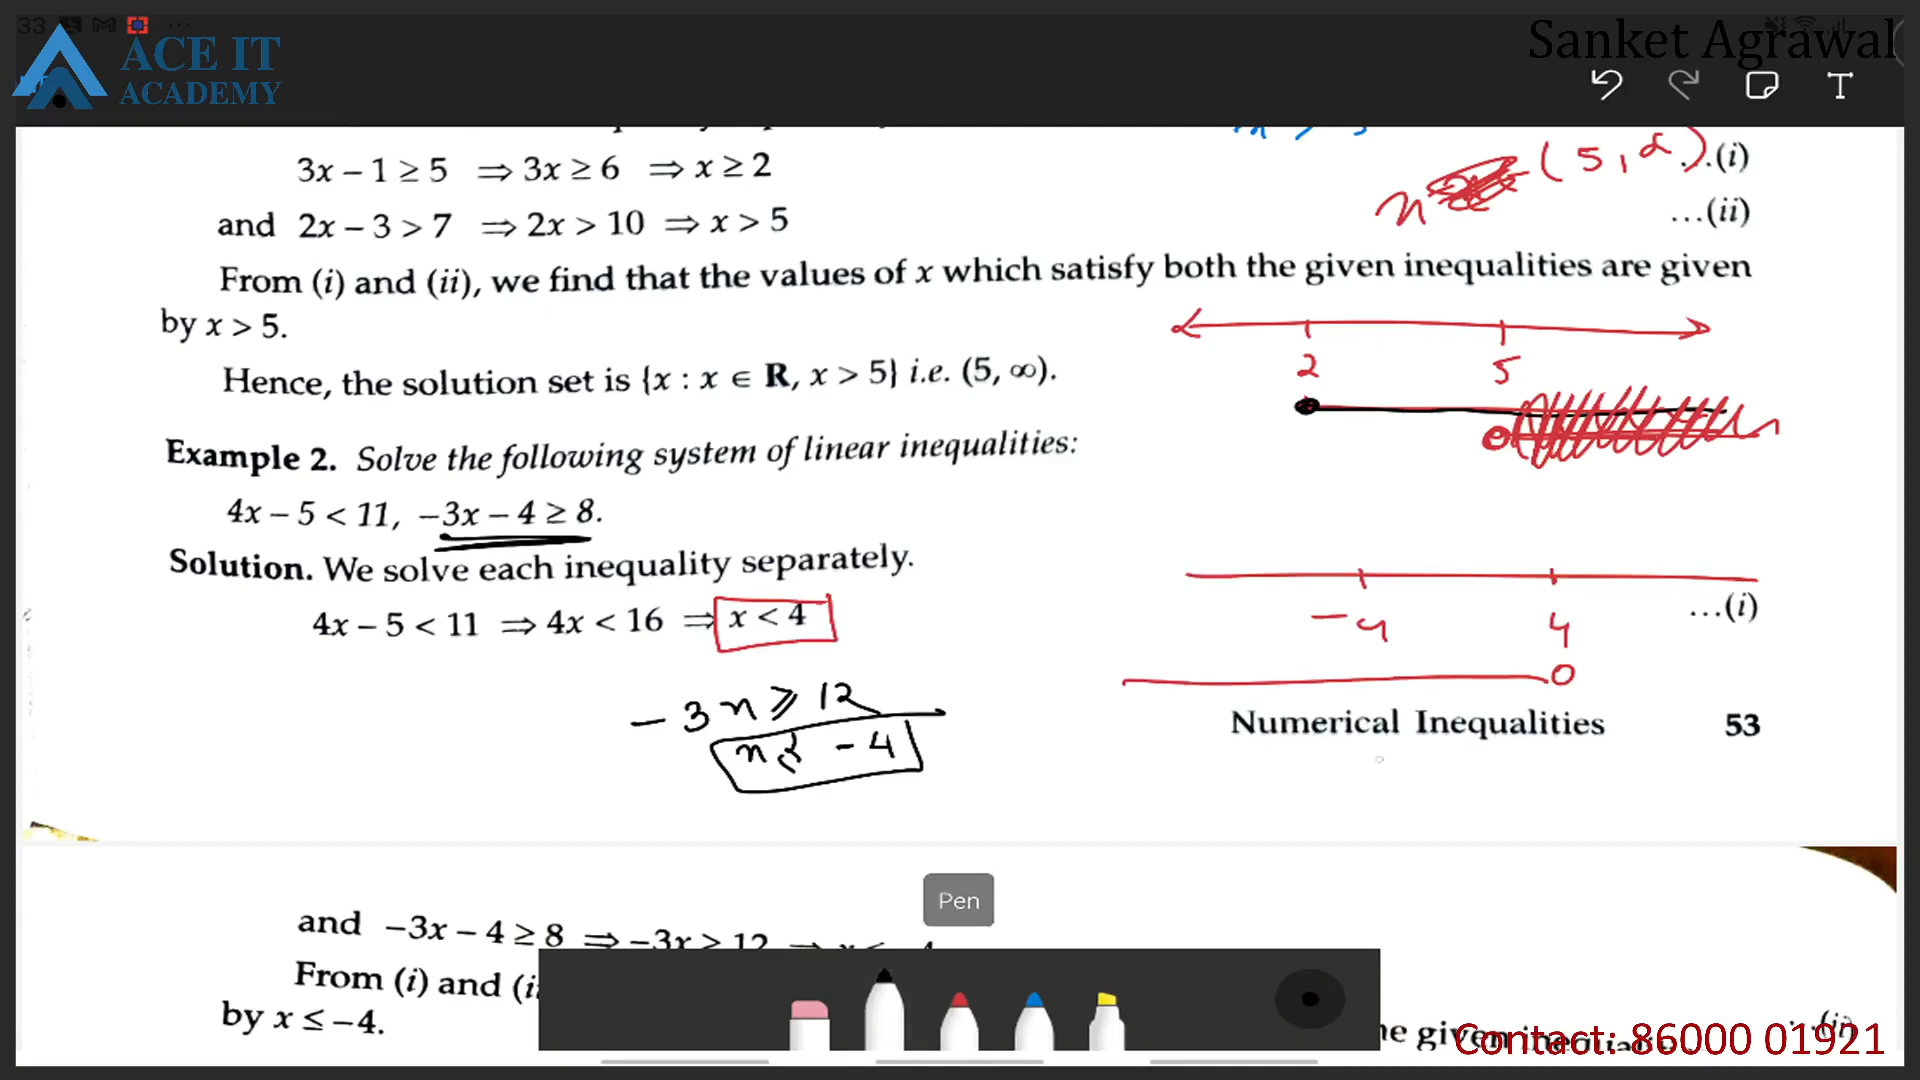 33
ACE IT
ACADEMY
Sanket Agrawal
T
3x − 1 ≥ 5 ⇒ 3x ≥ 6 ⇒ x ≥ 2 ...(i)
(5, ∝)
and 2x − 3 > 7 ⇒ 2x > 10 ⇒ x > 5 ...(ii)
From (i) and (ii), we find that the values of x which satisfy both the given inequalities are given
by x > 5.
2 5
Hence, the solution set is {x : x ∈ R, x > 5} i.e. (5, ∞).
Example 2. Solve the following system of linear inequalities:
4x − 5 < 11, −3x − 4 ≥ 8.
Solution. We solve each inequality separately.
4x − 5 < 11 ⇒ 4x < 16 ⇒ x < 4 ...(i)
−4 4
−3x ≥ 12
x ≤ −4
Numerical Inequalities 53
Pen
and −3x − 4 ≥ 8 ⇒ −3x ≥ 12 ⇒
From (i) and
by x ≤ −4.
given
Contact: 86000 01921